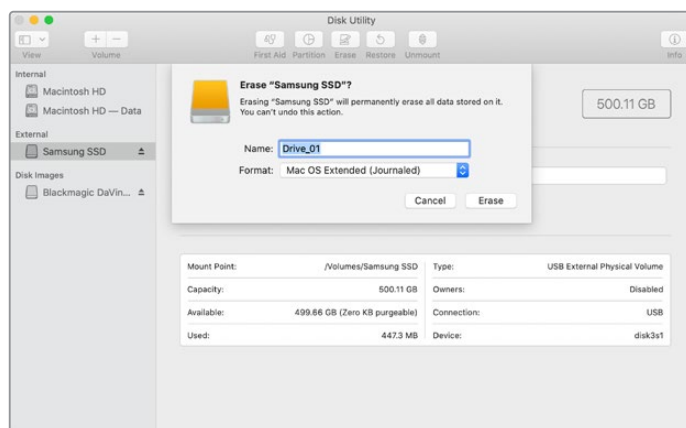 Disk Utility
View
Volume
First Aid
Partition
Erase
Restore
Unmount
Info
Internal
Macintosh HD
Macintosh HD — Data
External
Samsung SSD
Disk Images
Blackmagic DaVin...
Erase “Samsung SSD”?
Erasing “Samsung SSD” will permanently erase all data stored on it.
You can’t undo this action.
Name: Drive_01
Format: Mac OS Extended (Journaled)
Cancel
Erase
500.11 GB
Mount Point: /Volumes/Samsung SSD
Type: USB External Physical Volume
Capacity: 500.11 GB
Owners: Disabled
Available: 499.66 GB (Zero KB purgeable)
Connection: USB
Used: 447.3 MB
Device: disk3s1